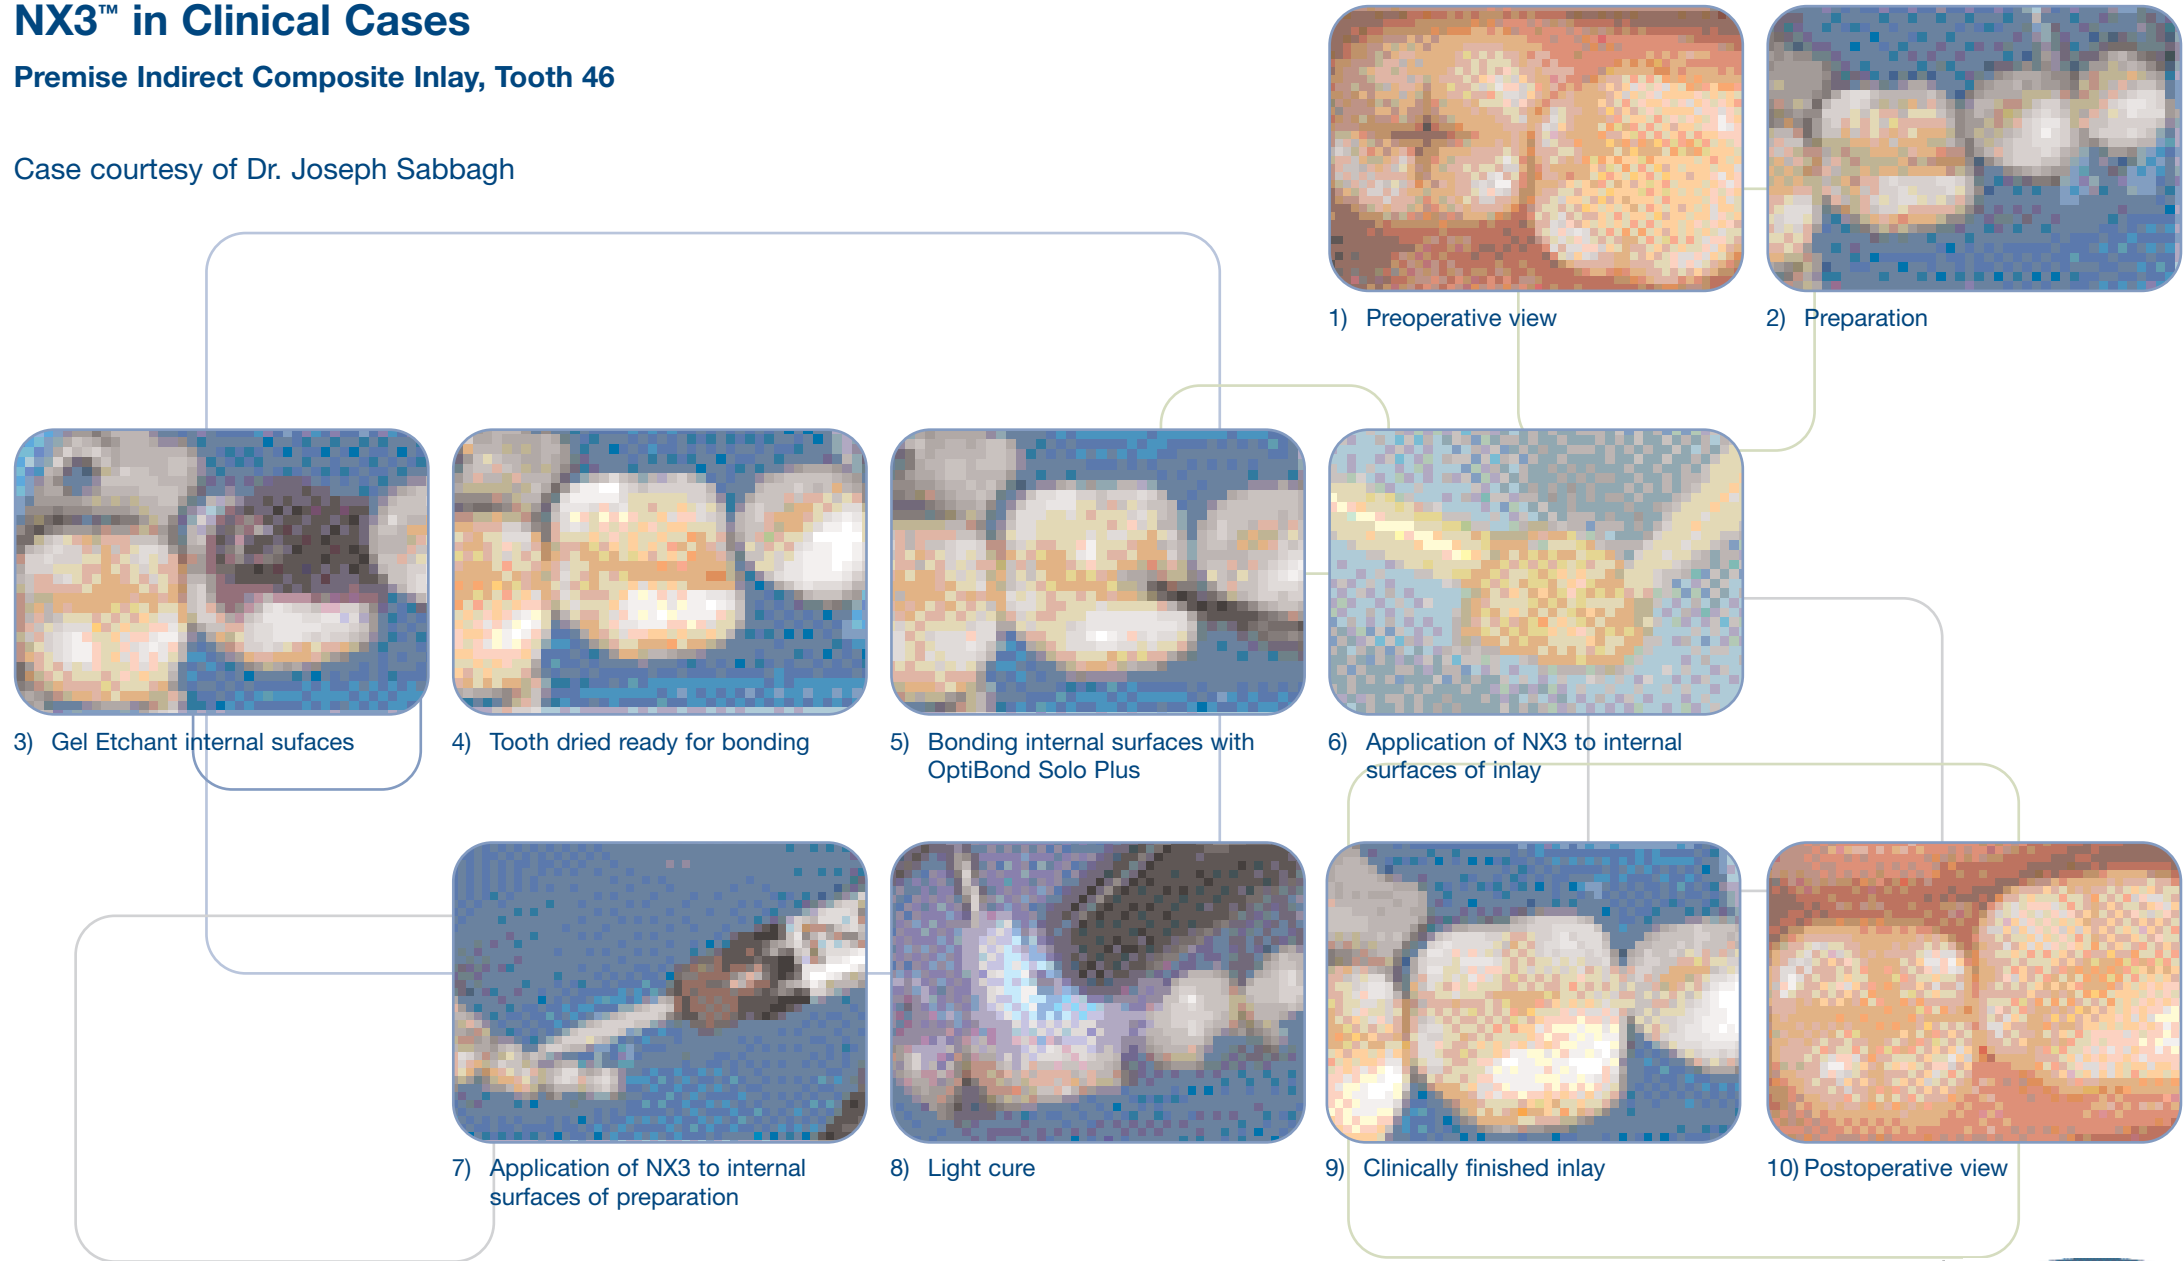 NX3™ in Clinical Cases
Premise Indirect Composite Inlay, Tooth 46
Case courtesy of Dr. Joseph Sabbagh
1) Preoperative view
2) Preparation
3) Gel Etchant internal sufaces
4) Tooth dried ready for bonding
5) Bonding internal surfaces with
OptiBond Solo Plus
6) Application of NX3 to internal
surfaces of inlay
7) Application of NX3 to internal
surfaces of preparation
8) Light cure
9) Clinically finished inlay
10) Postoperative view